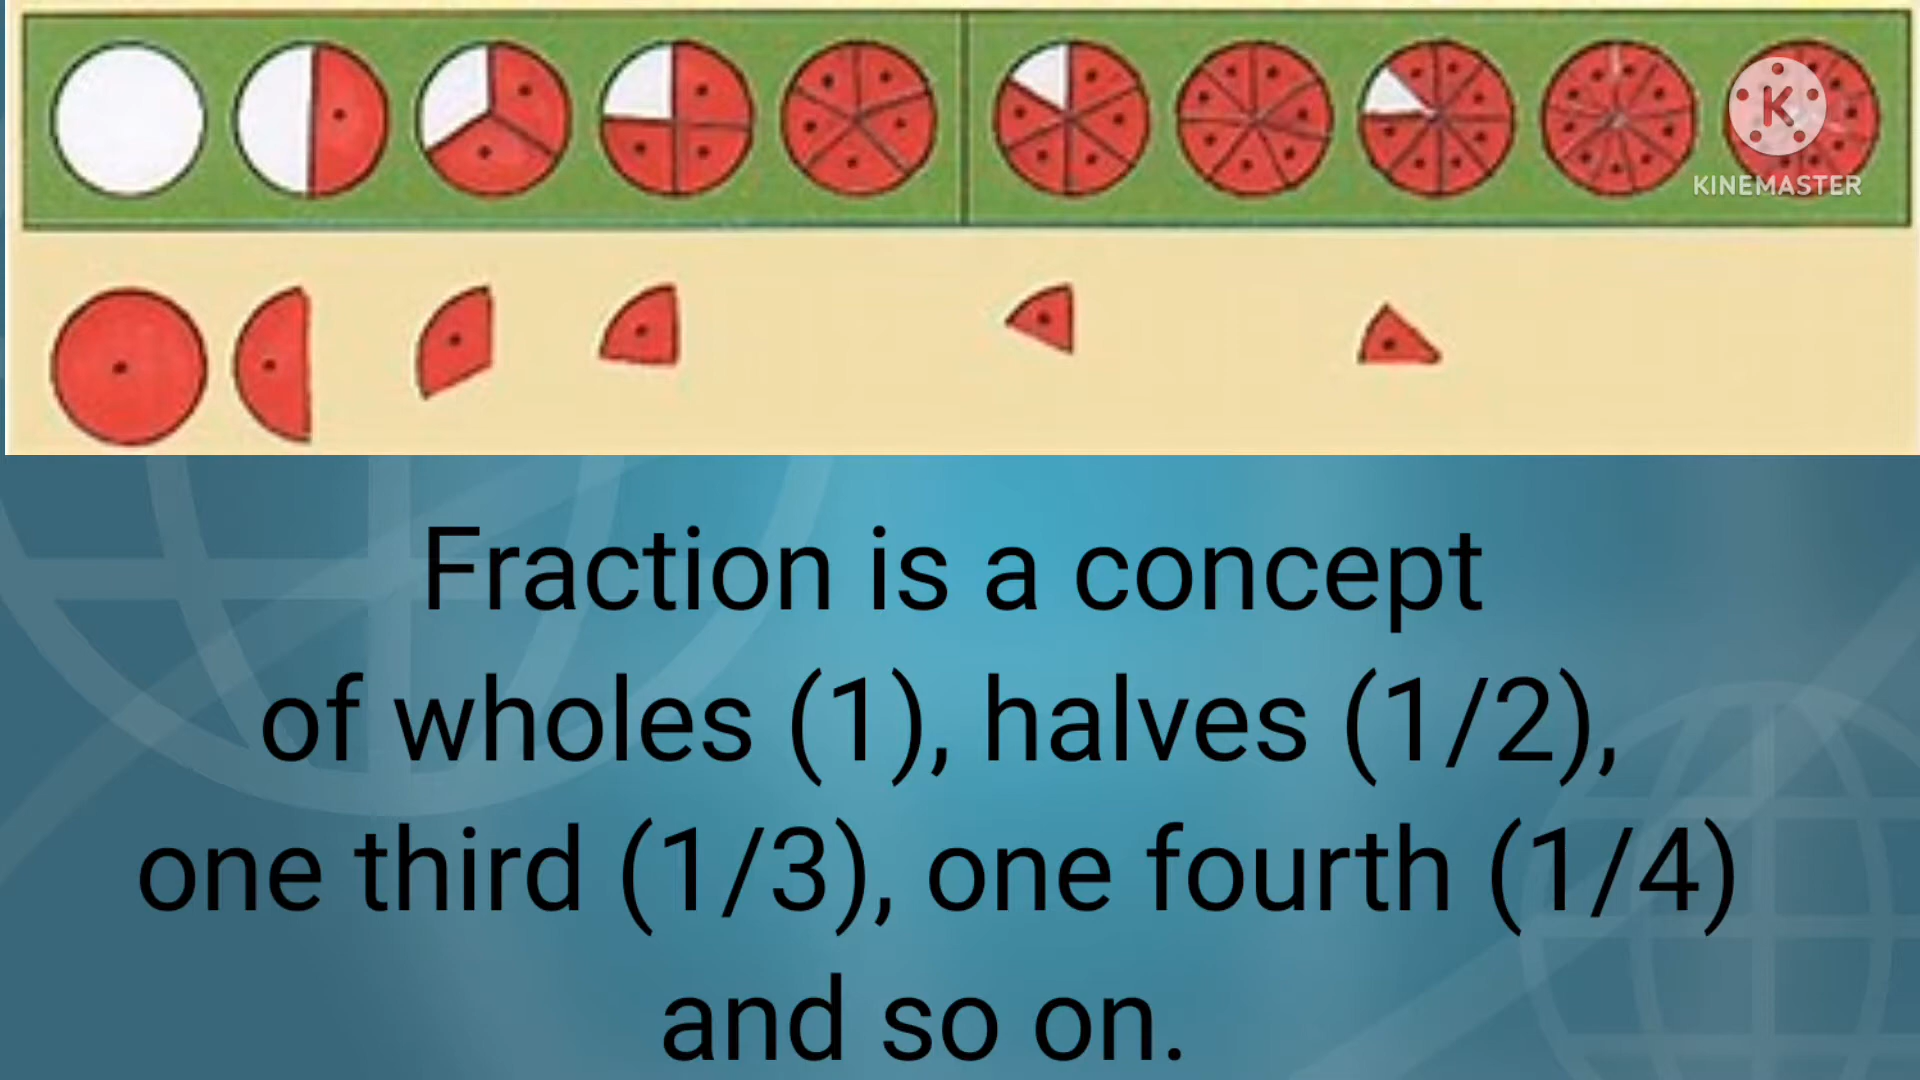 K
KINEMASTER
Fraction is a concept
of wholes (1), halves (1/2),
one third (1/3), one fourth (1/4)
and so on.